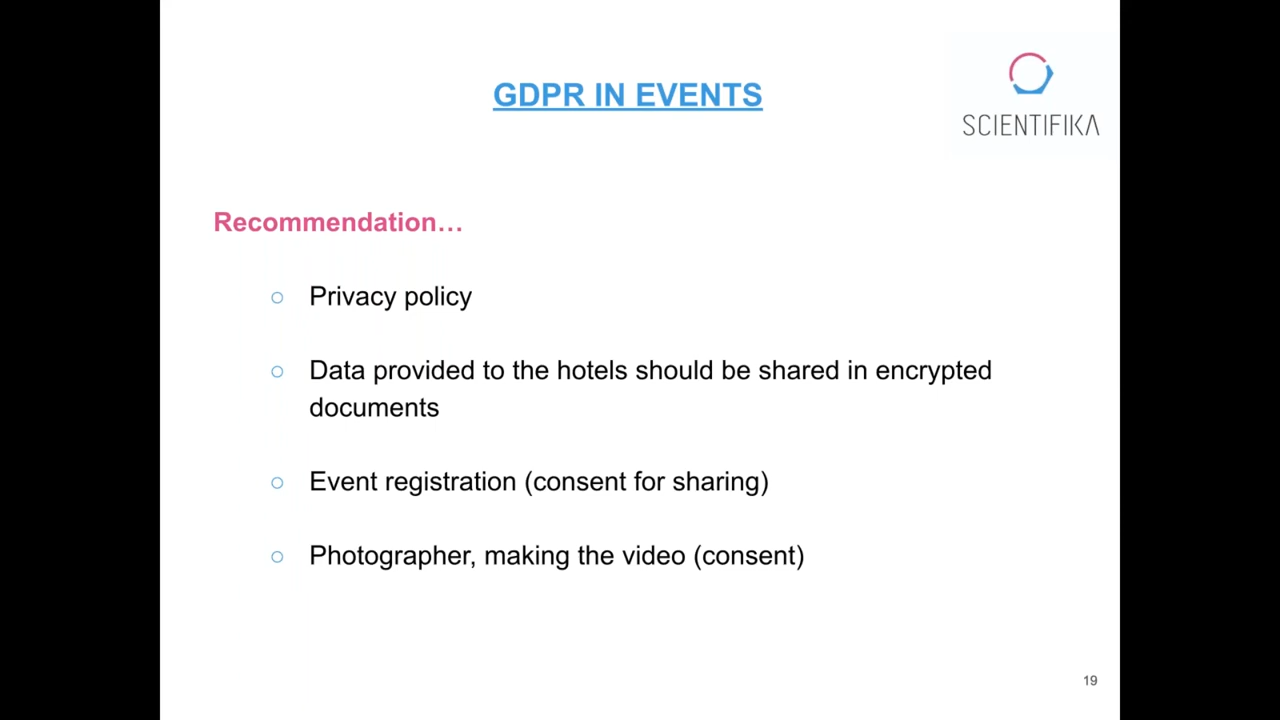 GDPR IN EVENTS
SCIENTIFIKA
Recommendation…
○ Privacy policy
○ Data provided to the hotels should be shared in encrypted
documents
○ Event registration (consent for sharing)
○ Photographer, making the video (consent)
19